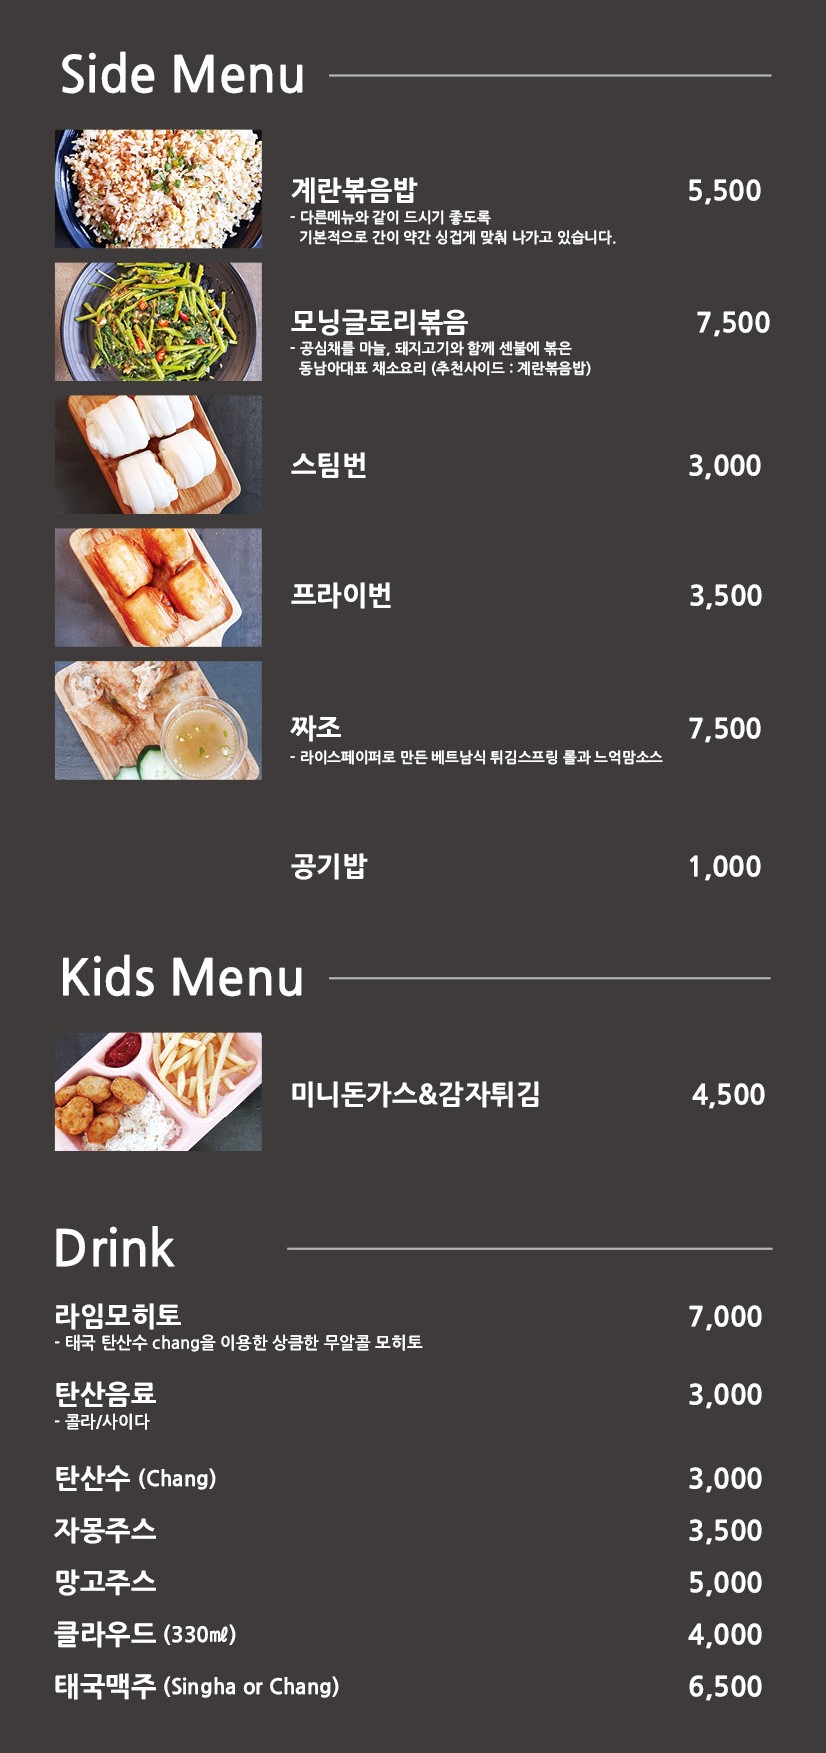 Side Menu
계란볶음밥 5,500
- 다른메뉴와 같이 드시기 좋도록
기본적으로 간이 약간 싱겁게 맞춰 나가고 있습니다.
모닝글로리볶음 7,500
- 공심채를 마늘, 돼지고기와 함께 센불에 볶은
동남아대표 채소요리 (추천사이드 : 계란볶음밥)
스팀번 3,000
프라이번 3,500
짜조 7,500
- 라이스페이퍼로 만든 베트남식 튀김스프링 롤과 느억맘소스
공기밥 1,000
Kids Menu
미니돈가스&감자튀김 4,500
Drink
라임모히토 7,000
- 태국 탄산수 chang을 이용한 상큼한 무알콜 모히토
탄산음료 3,000
- 콜라/사이다
탄산수 (Chang) 3,000
자몽주스 3,500
망고주스 5,000
클라우드 (330㎖) 4,000
태국맥주 (Singha or Chang) 6,500